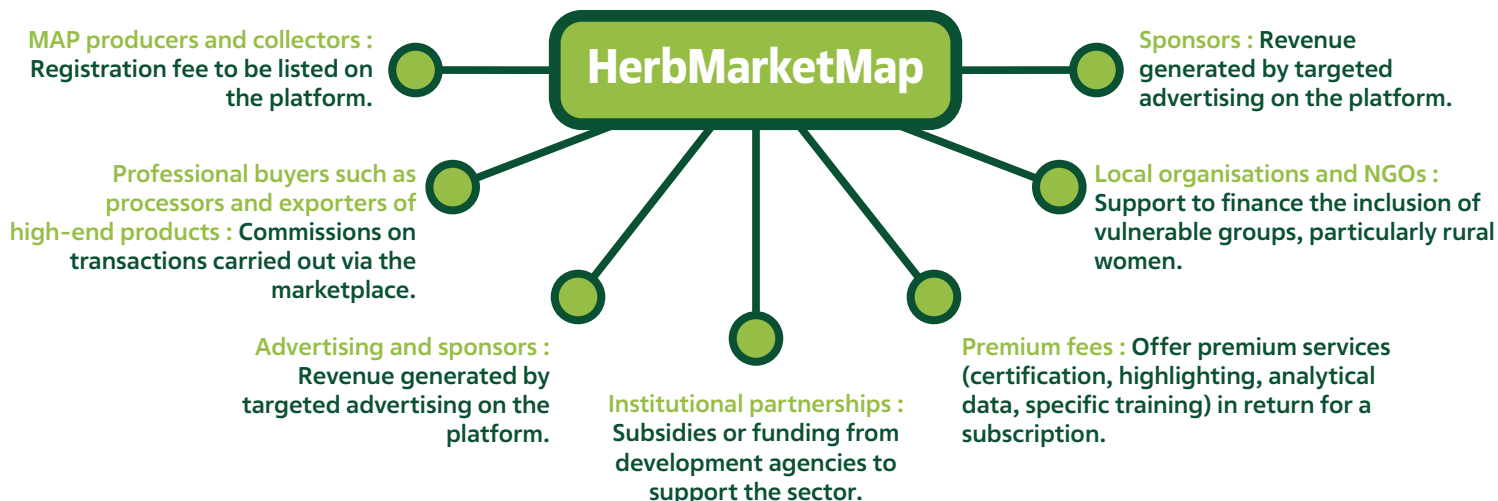 HerbMarketMap
MAP producers and collectors :
Registration fee to be listed on
the platform.
Professional buyers such as
processors and exporters of
high-end products : Commissions on
transactions carried out via the
marketplace.
Advertising and sponsors :
Revenue generated by
targeted advertising on the
platform.
Institutional partnerships :
Subsidies or funding from
development agencies to
support the sector.
Premium fees : Offer premium services
(certification, highlighting, analytical
data, specific training) in return for a
subscription.
Local organisations and NGOs :
Support to finance the inclusion of
vulnerable groups, particularly rural
women.
Sponsors : Revenue
generated by targeted
advertising on the platform.